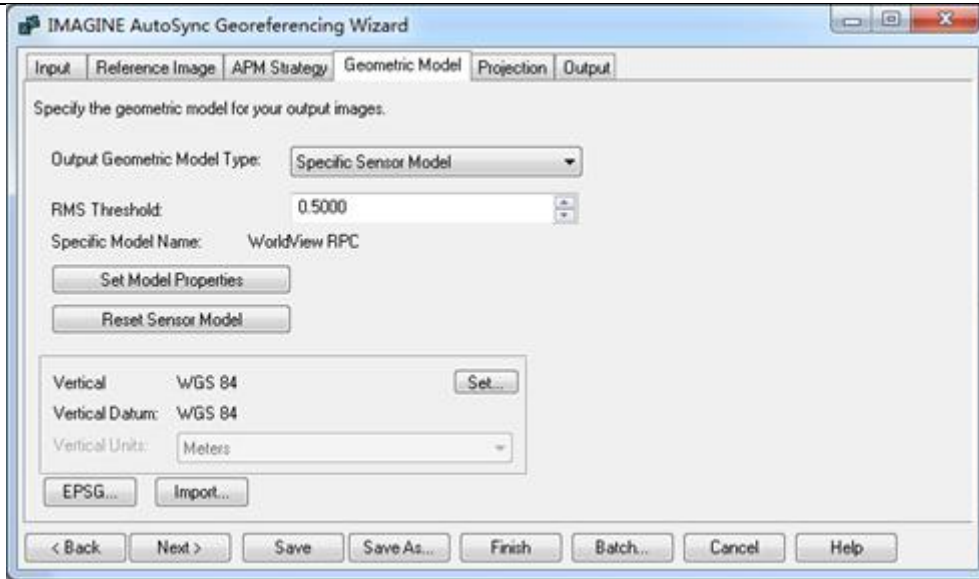 IMAGINE AutoSync Georeferencing Wizard
Input Reference Image APM Strategy Geometric Model Projection Output
Specify the geometric model for your output images.
Output Geometric Model Type: Specific Sensor Model
RMS Threshold: 0.5000
Specific Model Name: WorldView RPC
Set Model Properties
Reset Sensor Model
Vertical WGS 84 Set...
Vertical Datum: WGS 84
Vertical Units: Meters
EPSG... Import...
< Back Next > Save Save As... Finish Batch... Cancel Help